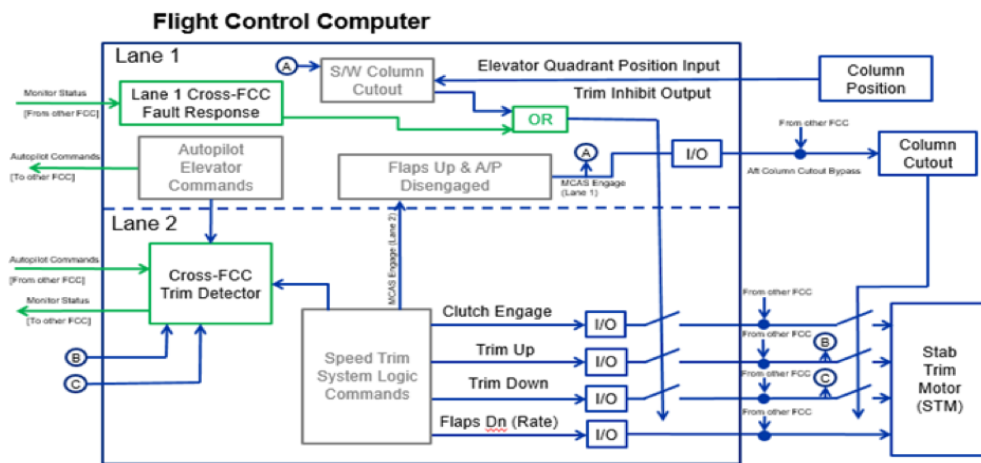 Flight Control Computer
Lane 1
A
S/W Column
Cutout
Elevator Quadrant Position Input
Column
Position
Monitor Status
[From other FCC]
Lane 1 Cross-FCC
Fault Response
Trim Inhibit Output
OR
From other FCC
Autopilot Commands
[To other FCC]
Autopilot
Elevator
Commands
Flaps Up & A/P
Disengaged
A
MCAS Engage
(Lane 1)
I/O
Aft Column Cutout Bypass
Column
Cutout
Lane 2
MCAS Engage (Lane 2)
Autopilot Commands
[From other FCC]
Monitor Status
[To other FCC]
Cross-FCC
Trim Detector
B
C
Speed Trim
System Logic
Commands
Clutch Engage
I/O
From other FCC
Trim Up
I/O
From other FCC
B
Trim Down
I/O
From other FCC
C
Flaps Dn (Rate)
I/O
From other FCC
Stab
Trim
Motor
(STM)